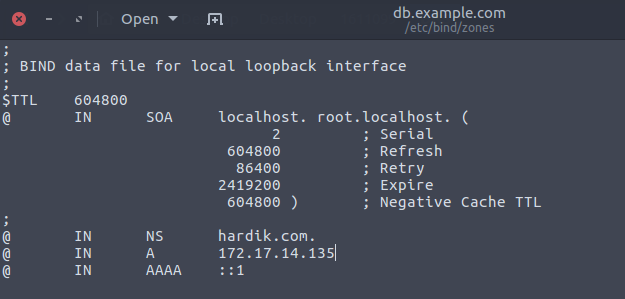 Open
db.example.com
/etc/bind/zones
;
; BIND data file for local loopback interface
;
$TTL 604800
@ IN SOA localhost. root.localhost. (
2 ; Serial
604800 ; Refresh
86400 ; Retry
2419200 ; Expire
604800 ) ; Negative Cache TTL
;
@ IN NS hardik.com.
@ IN A 172.17.14.135
@ IN AAAA ::1